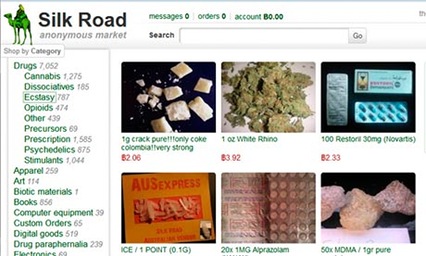 Silk Road
anonymous market
messages 0 | orders 0 | account ฿0.00
Search
Go
Shop by Category
Drugs 7,052
Cannabis 1,275
Dissociatives 185
Ecstasy 787
Opioids 474
Other 439
Precursors 69
Prescription 1,585
Psychedelics 875
Stimulants 1,044
Apparel 259
Art 114
Biotic materials 1
Books 856
Computer equipment 39
Custom Orders 65
Digital goods 519
Drug paraphernalia 239
Electronics 69
1g crack pure!!!only coke
colombia!!very strong
฿2.06
1 oz White Rhino
฿3.92
100 Restoril 30mg (Novartis)
฿2.33
AUSEXPRESS
SILK ROAD
ICE / 1 POINT (0.1G)
20x 1MG Alprazolam
50x MDMA / 1gr pure